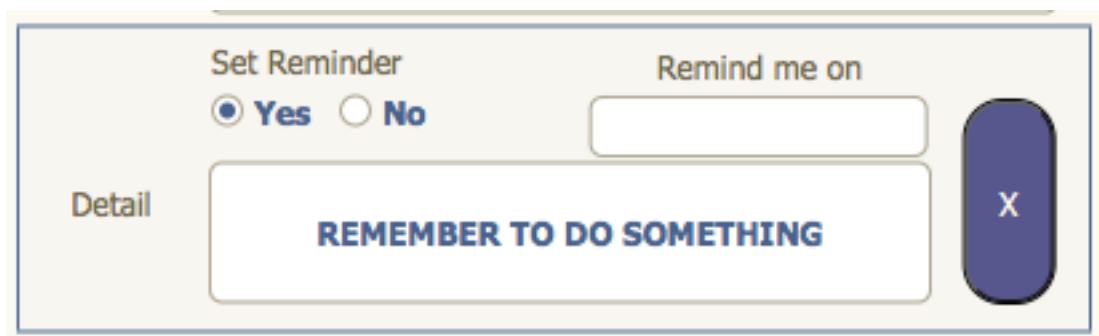 Set Reminder
Remind me on
Yes No
Detail
REMEMBER TO DO SOMETHING
X